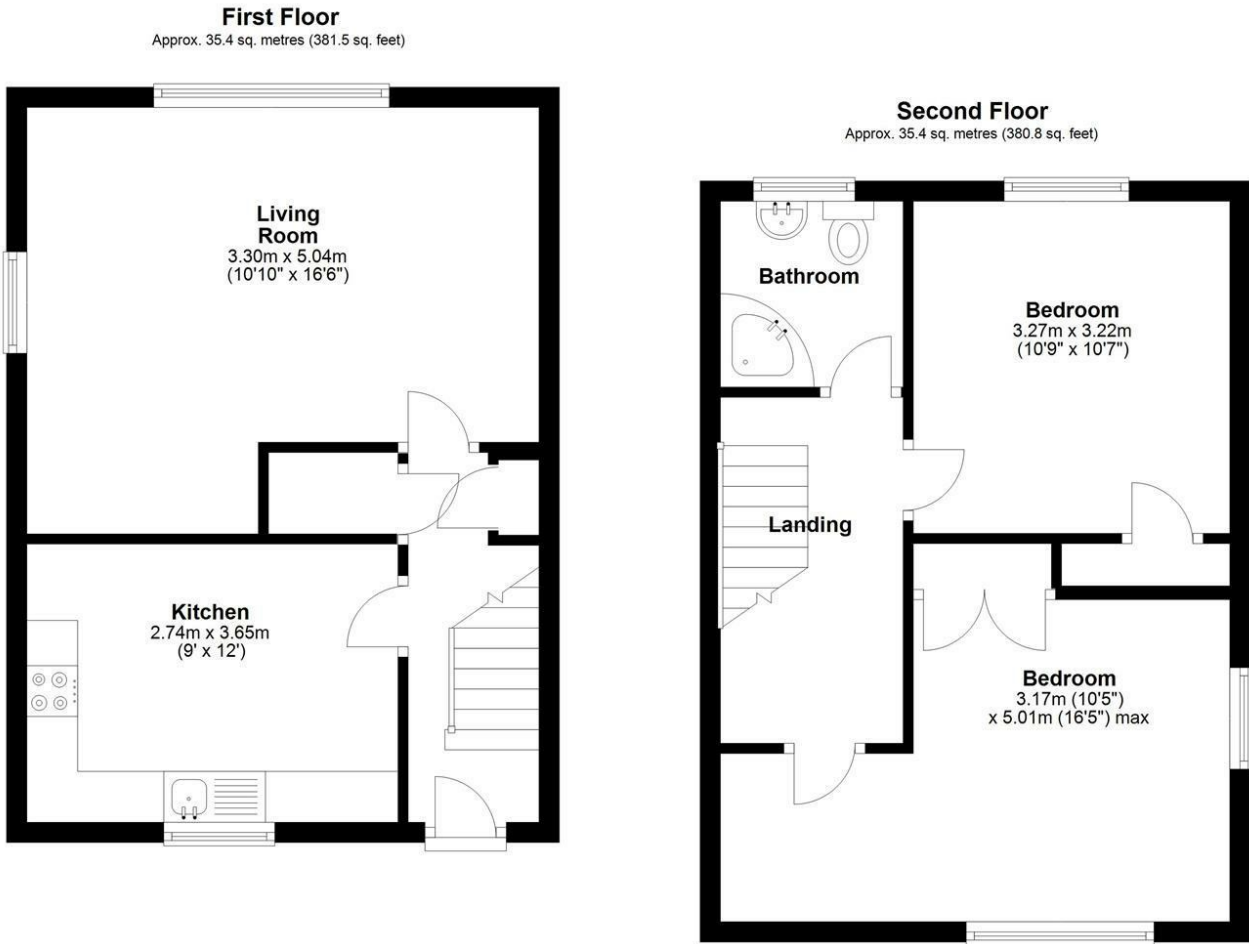 First Floor
Approx. 35.4 sq. metres (381.5 sq. feet)
Living
Room
3.30m x 5.04m
(10'10" x 16'6")
Kitchen
2.74m x 3.65m
(9' x 12')
Second Floor
Approx. 35.4 sq. metres (380.8 sq. feet)
Bathroom
Bedroom
3.27m x 3.22m
(10'9" x 10'7")
Landing
Bedroom
3.17m (10'5")
x 5.01m (16'5") max